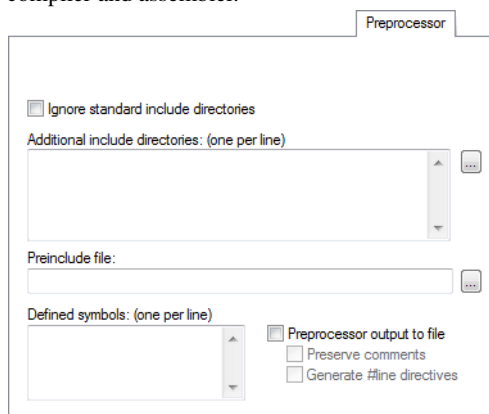 compiler and assembler.
Preprocessor
Ignore standard include directories
Additional include directories: (one per line)
...
Preinclude file:
...
Defined symbols: (one per line)
Preprocessor output to file
Preserve comments
Generate #line directives